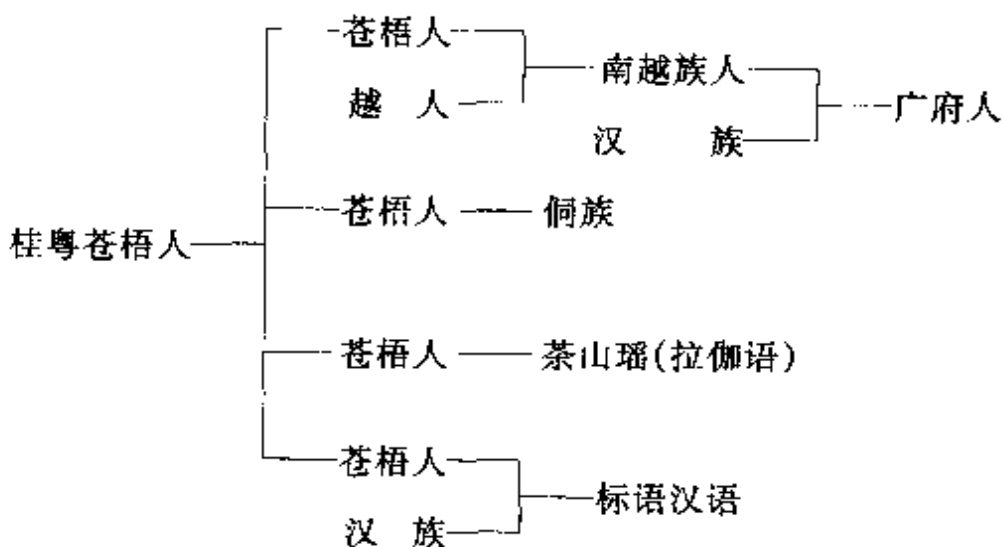 苍梧人
南越族人
越 人
广府人
汉 族
苍梧人 侗族
桂粤苍梧人
苍梧人 茶山瑶(拉伽语)
苍梧人
标语汉语
汉 族